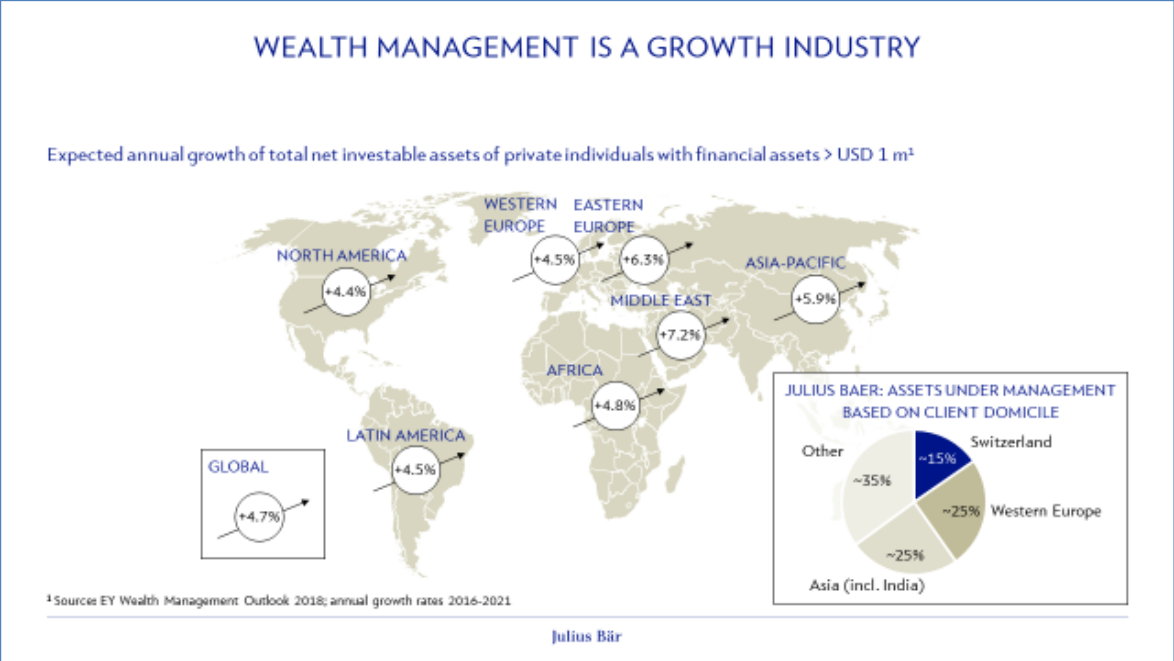 WEALTH MANAGEMENT IS A GROWTH INDUSTRY
Expected annual growth of total net investable assets of private individuals with financial assets > USD 1 m¹
WESTERN
EUROPE
+4.5%
EASTERN
EUROPE
+6.3%
NORTH AMERICA
+4.4%
ASIA-PACIFIC
+5.9%
MIDDLE EAST
+7.2%
AFRICA
+4.8%
LATIN AMERICA
+4.5%
GLOBAL
+4.7%
JULIUS BAER: ASSETS UNDER MANAGEMENT
BASED ON CLIENT DOMICILE
Switzerland
~15%
Western Europe
~25%
Asia (incl. India)
~25%
Other
~35%
¹ Source: EY Wealth Management Outlook 2018; annual growth rates 2016-2021
Julius Bär